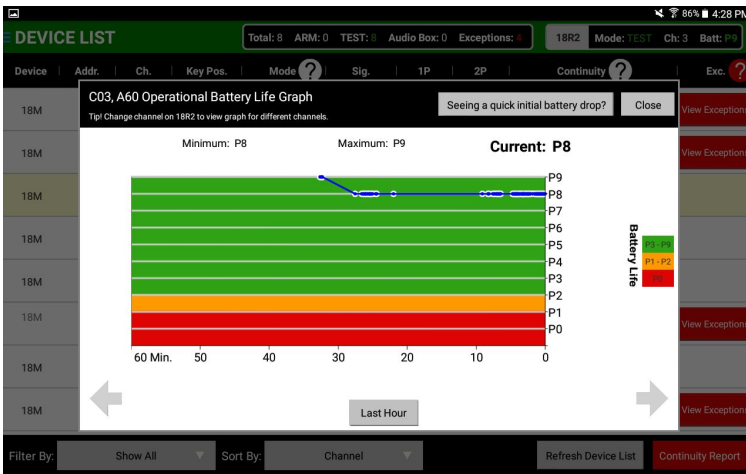 86% 4:28 PM
DEVICE LIST
Total: 8 ARM: 0 TEST: 8 Audio Box: 0 Exceptions: 4
18R2 Mode: TEST Ch: 3 Batt: P9
Device Addr. Ch. Key Pos. Mode ? Sig. 1P 2P Continuity ? Exc. ?
C03, A60 Operational Battery Life Graph
Tip! Change channel on 18R2 to view graph for different channels.
Seeing a quick initial battery drop?
Close
Minimum: P8 Maximum: P9 Current: P8
P9
P8
P7
P6
P5
P4
P3
P2
P1
P0
Battery Life
P3 - P9
P1 - P2
P0
60 Min. 50 40 30 20 10 0
Last Hour
18M View Exception
18M View Exception
18M
18M
18M
18M View Exception
18M
18M View Exception
Filter By: Show All Sort By: Channel Refresh Device List Continuity Report